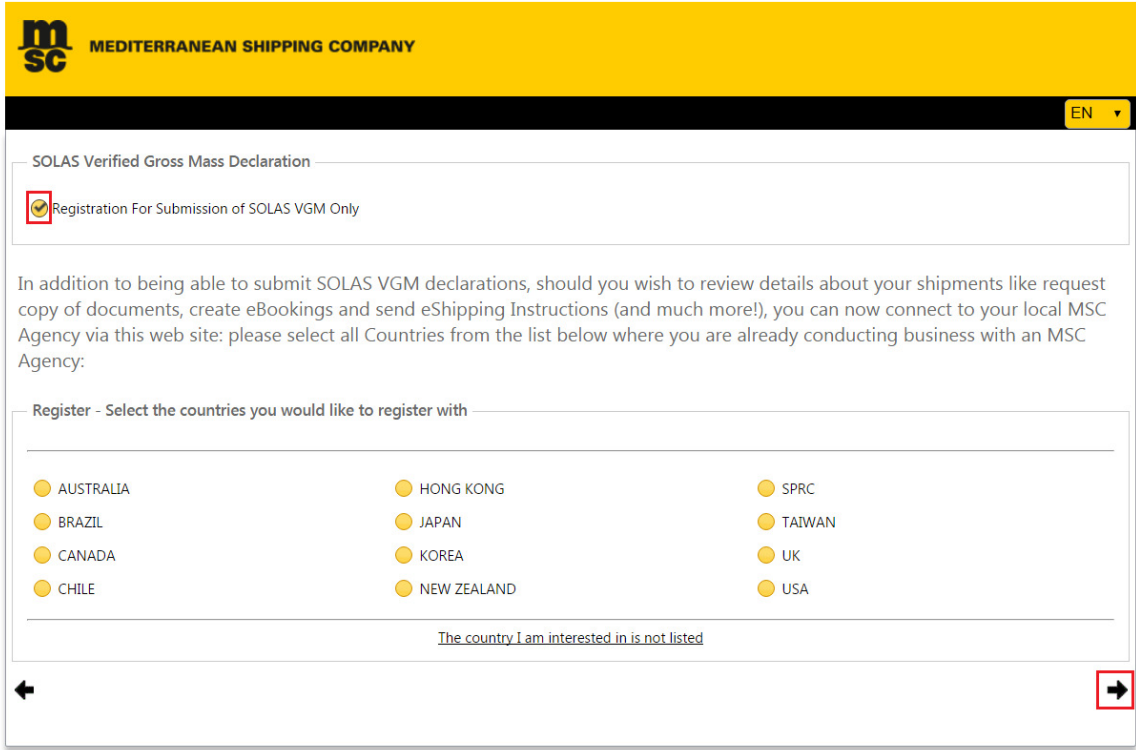 msc
MEDITERRANEAN SHIPPING COMPANY
EN
SOLAS Verified Gross Mass Declaration
Registration For Submission of SOLAS VGM Only
In addition to being able to submit SOLAS VGM declarations, should you wish to review details about your shipments like request
copy of documents, create eBookings and send eShipping Instructions (and much more!), you can now connect to your local MSC
Agency via this web site: please select all Countries from the list below where you are already conducting business with an MSC
Agency:
Register - Select the countries you would like to register with
AUSTRALIA HONG KONG SPRC
BRAZIL JAPAN TAIWAN
CANADA KOREA UK
CHILE NEW ZEALAND USA
The country I am interested in is not listed